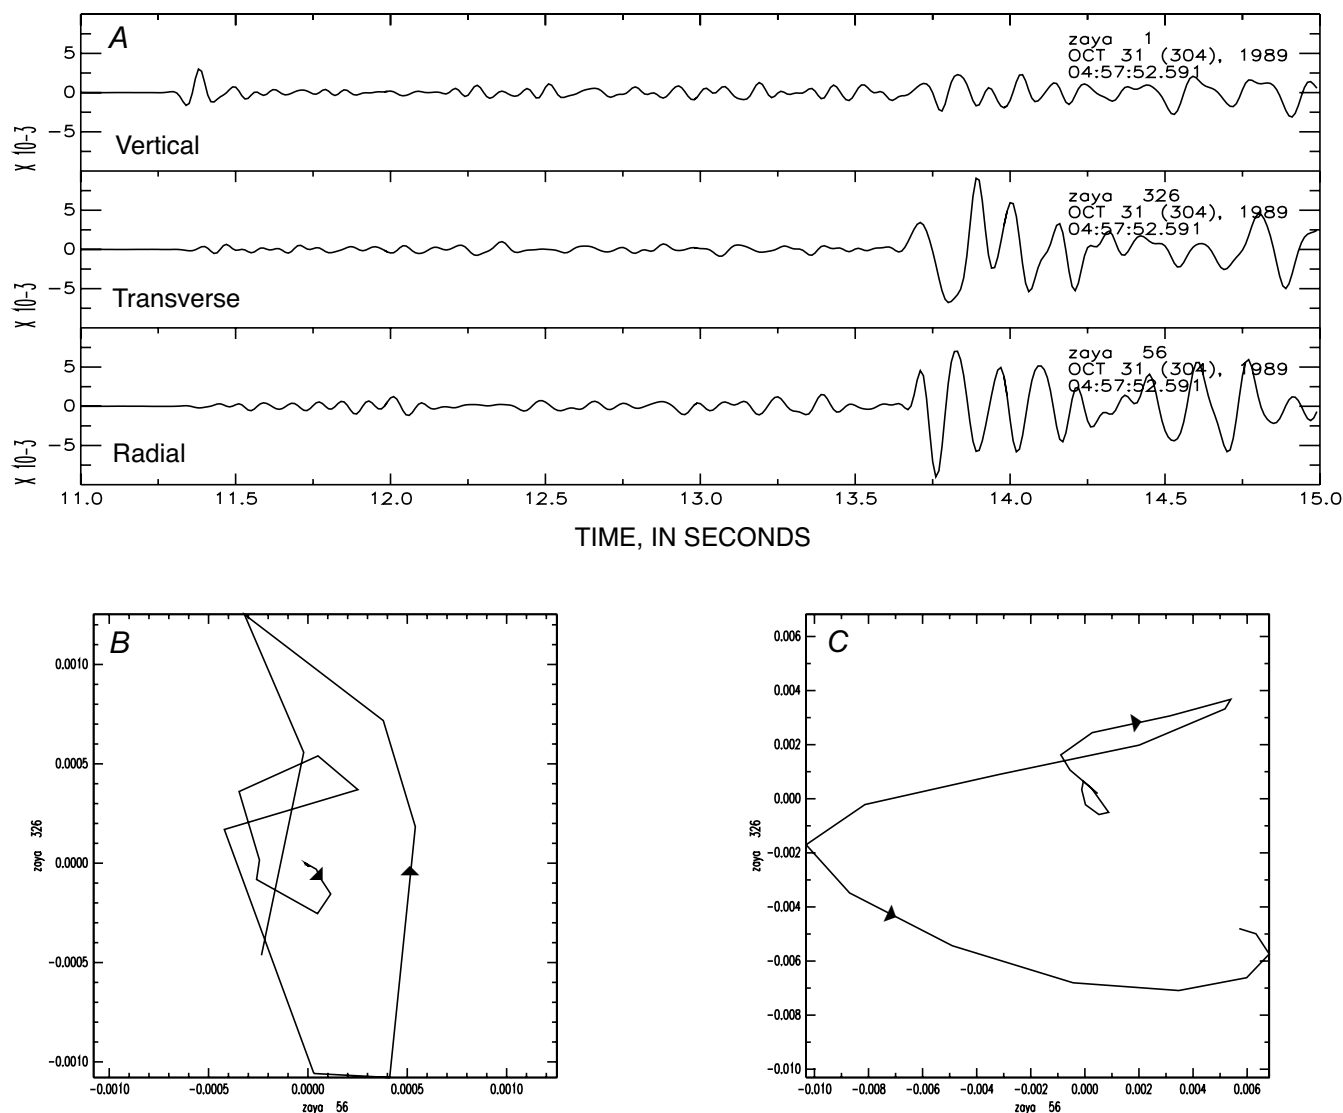 A
zaya 1
OCT 31 (304), 1989
04:57:52.591
5
0
−5
X 10-3
Vertical
zaya 326
OCT 31 (304), 1989
04:57:52.591
5
0
−5
X 10-3
Transverse
zaya 56
OCT 31 (304), 1989
04:57:52.591
5
0
−5
X 10-3
Radial
11.0 11.5 12.0 12.5 13.0 13.5 14.0 14.5 15.0
TIME, IN SECONDS
B
0.0010
0.0005
0.0000
−0.0005
−0.0010
zaya 326
−0.0010 −0.0005 0.0000 0.0005 0.0010
zaya 56
C
0.006
0.004
0.002
0.000
−0.002
−0.004
−0.006
−0.008
−0.010
zaya 326
−0.010 −0.008 −0.006 −0.004 −0.002 0.000 0.002 0.004 0.006
zaya 56